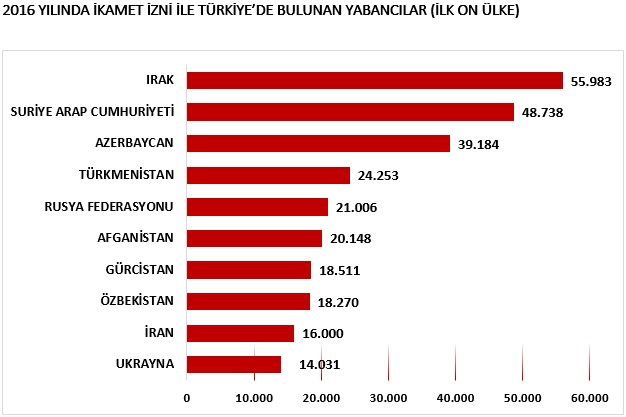 2016 YILINDA İKAMET İZNİ İLE TÜRKİYE’DE BULUNAN YABANCILAR (İLK ON ÜLKE)
IRAK 55.983
SURİYE ARAP CUMHURİYETİ 48.738
AZERBAYCAN 39.184
TÜRKMENİSTAN 24.253
RUSYA FEDERASYONU 21.006
AFGANİSTAN 20.148
GÜRCİSTAN 18.511
ÖZBEKİSTAN 18.270
İRAN 16.000
UKRAYNA 14.031
0 10.000 20.000 30.000 40.000 50.000 60.000